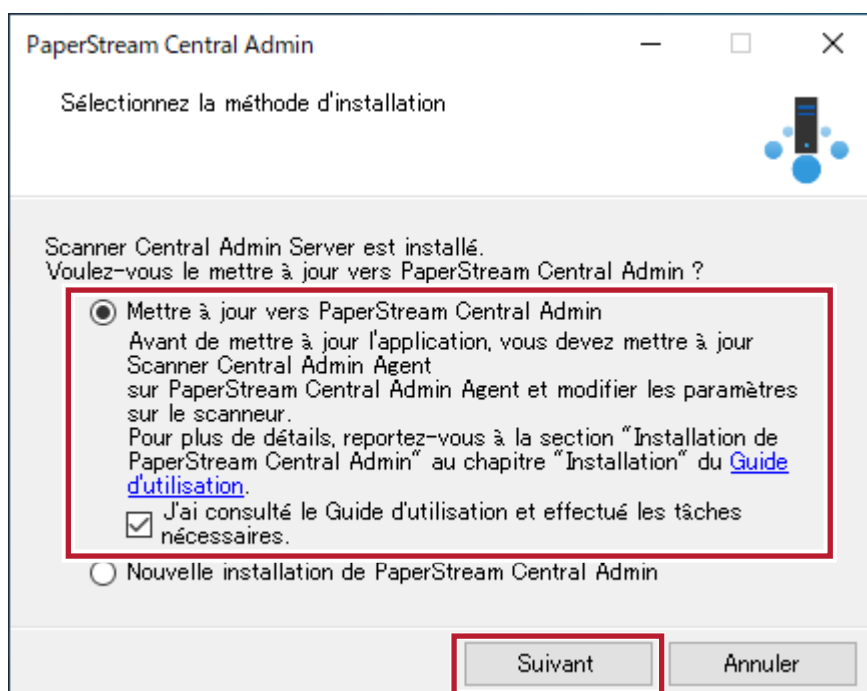 PaperStream Central Admin
Sélectionnez la méthode d'installation
Scanner Central Admin Server est installé.
Voulez-vous le mettre à jour vers PaperStream Central Admin ?
Mettre à jour vers PaperStream Central Admin
Avant de mettre à jour l'application, vous devez mettre à jour
Scanner Central Admin Agent
sur PaperStream Central Admin Agent et modifier les paramètres
sur le scanneur.
Pour plus de détails, reportez-vous à la section "Installation de
PaperStream Central Admin" au chapitre "Installation" du Guide
d'utilisation.
J'ai consulté le Guide d'utilisation et effectué les tâches
nécessaires.
Nouvelle installation de PaperStream Central Admin
Suivant
Annuler